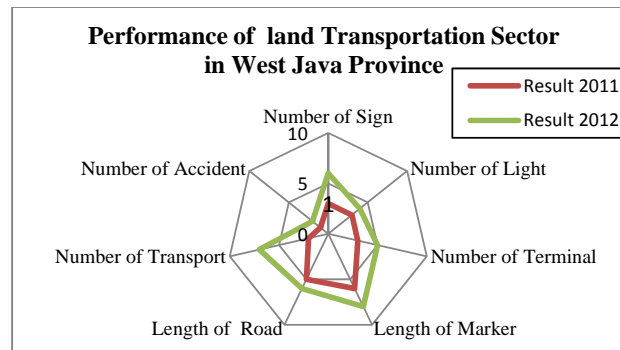 Performance of land Transportation Sector
in West Java Province
Result 2011
Result 2012
Number of Sign
10
Number of Accident
Number of Light
5
1
0
Number of Transport
Number of Terminal
Length of Road
Length of Marker